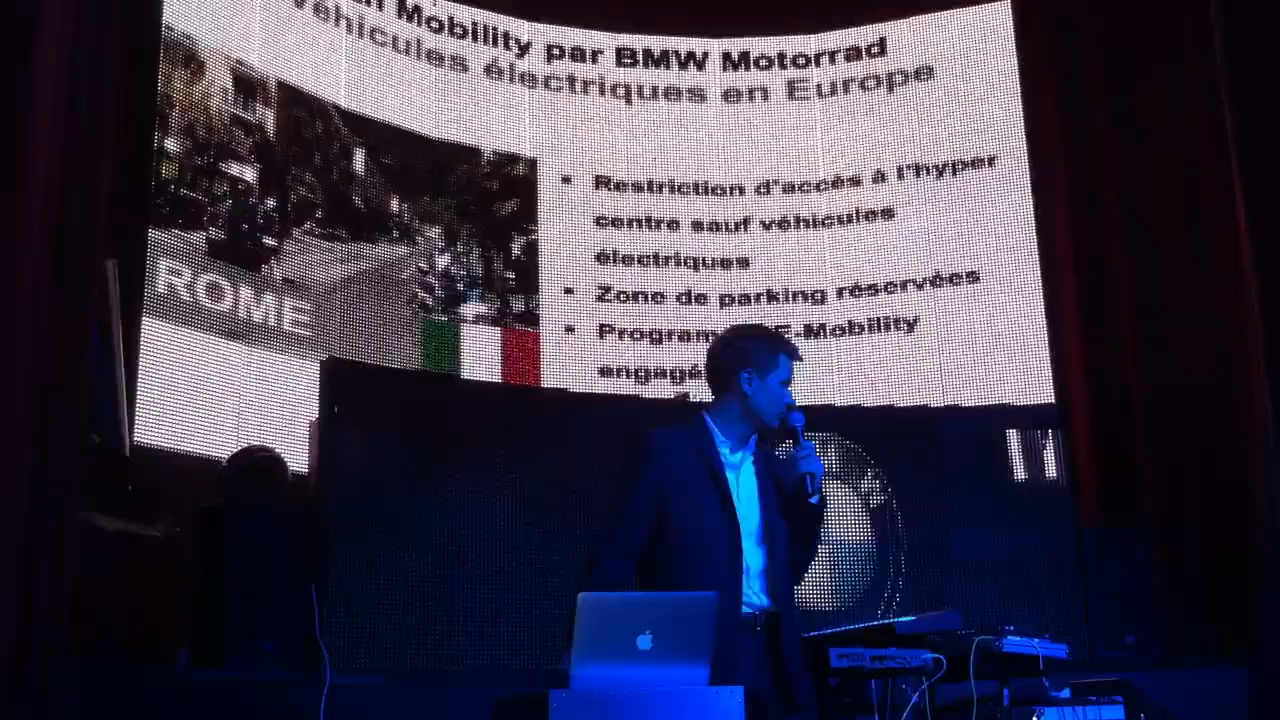 Mobility par BMW Motorrad
Véhicules électriques en Europe
Restriction d'accès à l'hyper
centre sauf véhicules
électriques
Zone de parking réservées
E-Mobility
ROME